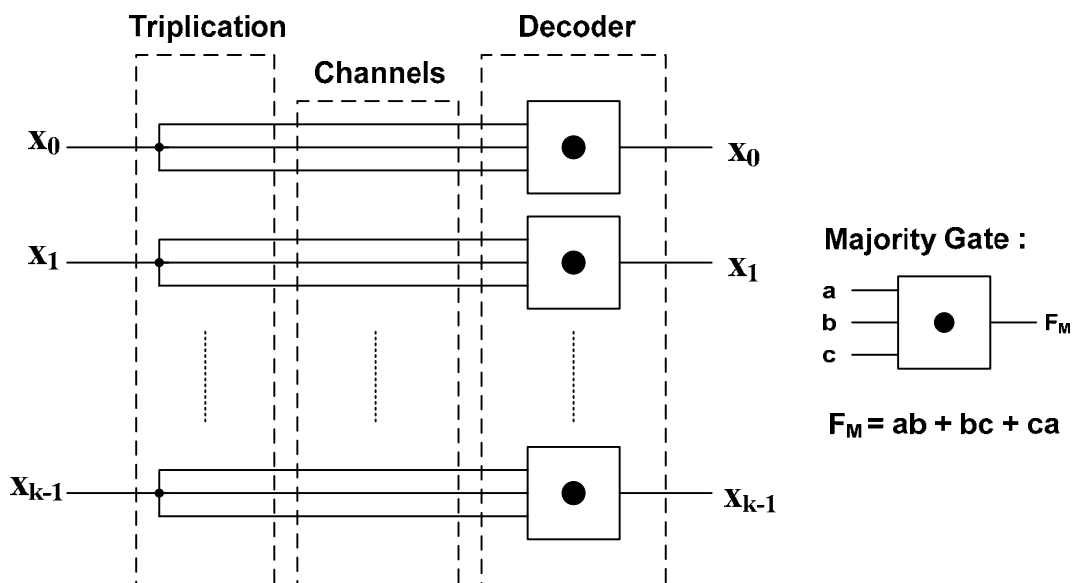 Triplication
Channels
Decoder
x0
x0
x1
x1
xk-1
xk-1
Majority Gate :
a
b
c
FM
FM = ab + bc + ca